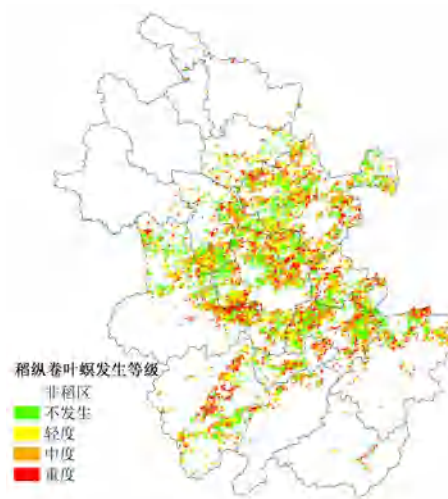 稻纵卷叶螟发生等级
非稻区
不发生
轻度
中度
重度